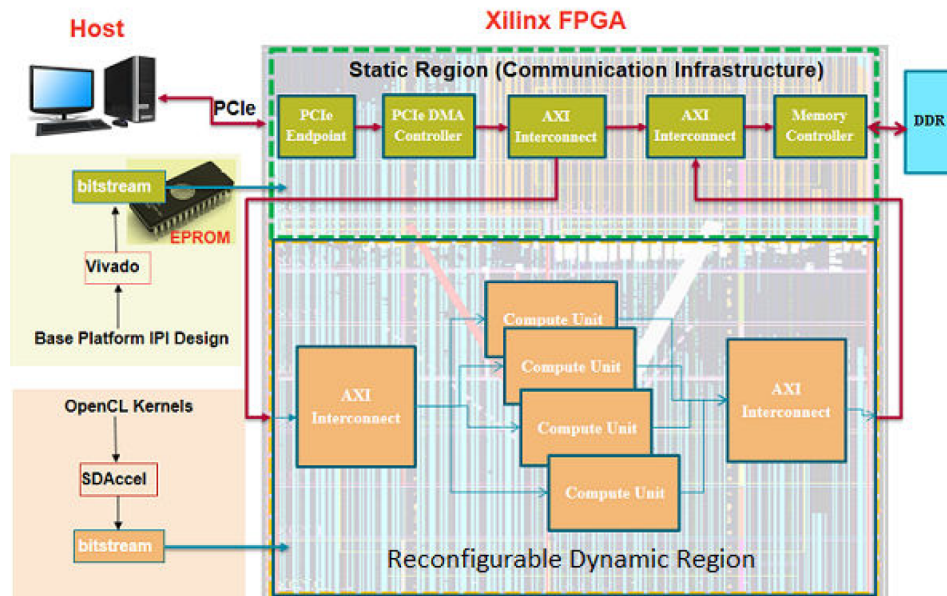 Host
Xilinx FPGA
Static Region (Communication Infrastructure)
PCIe
PCIe
Endpoint
PCIe DMA
Controller
AXI
Interconnect
AXI
Interconnect
Memory
Controller
DDR
bitstream
EPROM
Vivado
Base Platform IPI Design
Compute Unit
Compute Unit
Compute Unit
Compute Unit
AXI
Interconnect
AXI
Interconnect
OpenCL Kernels
SDAccel
bitstream
Reconfigurable Dynamic Region